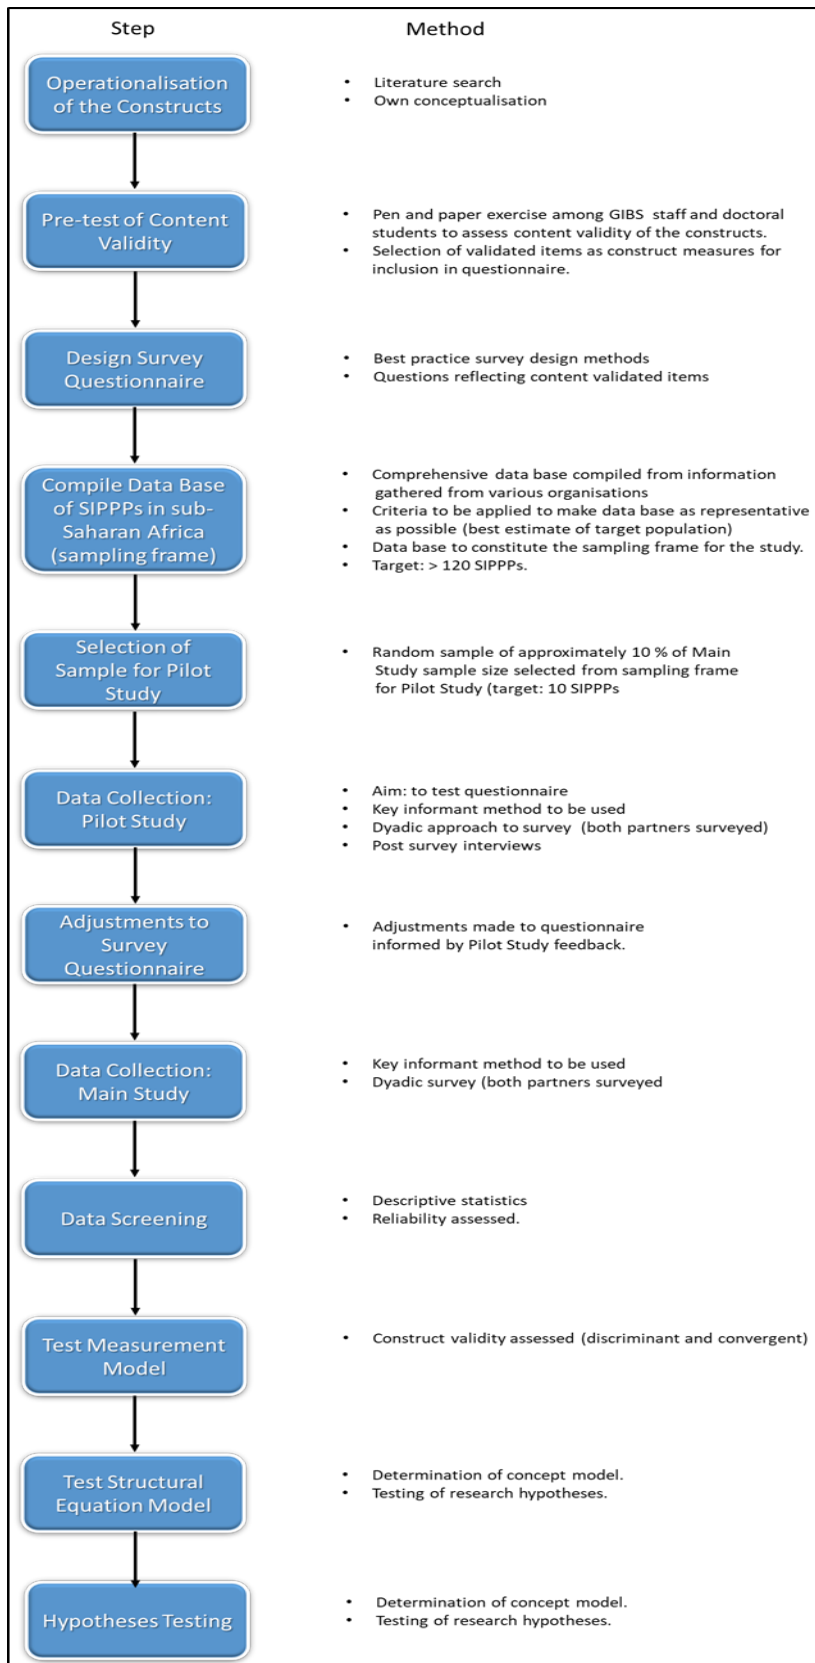 Step
Method
Operationalisation
of the Constructs
• Literature search
• Own conceptualisation
Pre-test of Content
Validity
• Pen and paper exercise among GIBS staff and doctoral
students to assess content validity of the constructs.
• Selection of validated items as construct measures for
inclusion in questionnaire.
Design Survey
Questionnaire
• Best practice survey design methods
• Questions reflecting content validated items
Compile Data Base
of SIPPPs in sub-
Saharan Africa
(sampling frame)
• Comprehensive data base compiled from information
gathered from various organisations
• Criteria to be applied to make data base as representative
as possible (best estimate of target population)
• Data base to constitute the sampling frame for the study.
• Target: > 120 SIPPPs.
Selection of
Sample for Pilot
Study
• Random sample of approximately 10 % of Main
Study sample size selected from sampling frame
for Pilot Study (target: 10 SIPPPs
Data Collection:
Pilot Study
• Aim: to test questionnaire
• Key informant method to be used
• Dyadic approach to survey (both partners surveyed)
• Post survey interviews
Adjustments to
Survey
Questionnaire
• Adjustments made to questionnaire
informed by Pilot Study feedback.
Data Collection:
Main Study
• Key informant method to be used
• Dyadic survey (both partners surveyed
Data Screening
• Descriptive statistics
• Reliability assessed.
Test Measurement
Model
• Construct validity assessed (discriminant and convergent)
Test Structural
Equation Model
• Determination of concept model.
• Testing of research hypotheses.
Hypotheses Testing
• Determination of concept model.
• Testing of research hypotheses.